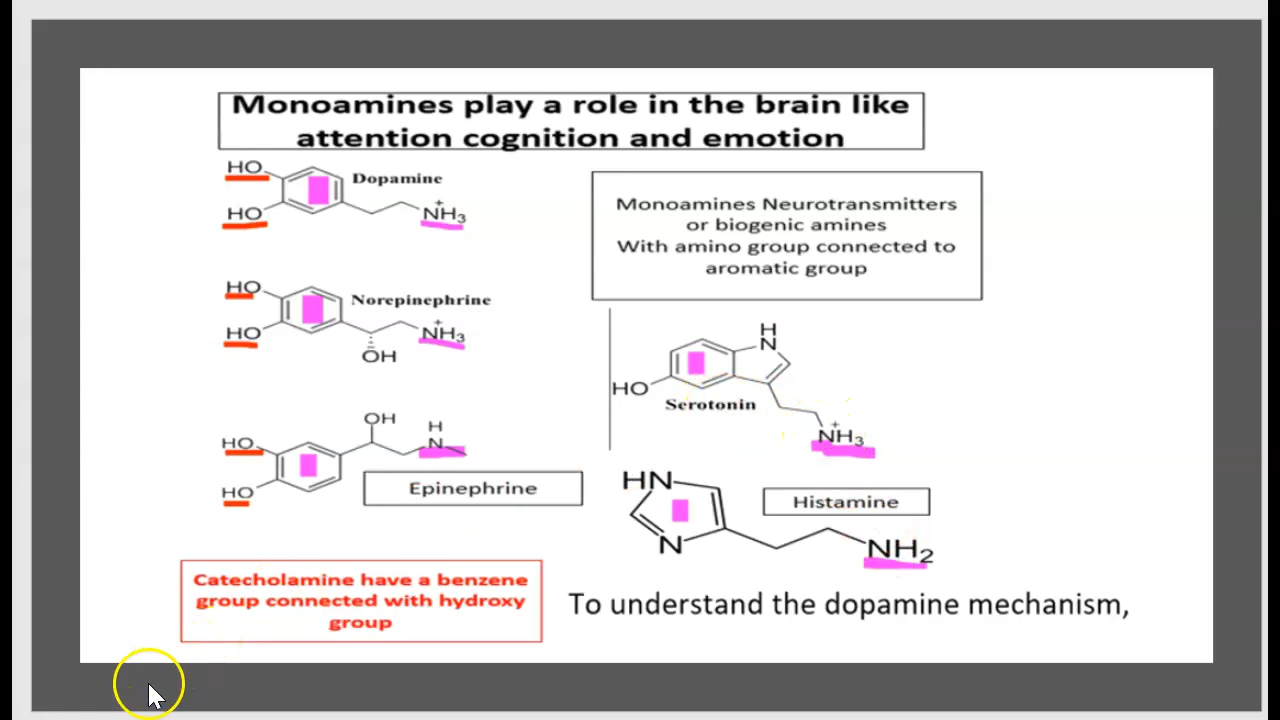 Monoamines play a role in the brain like
attention cognition and emotion
HO
Dopamine
HO
+
NH3
Monoamines Neurotransmitters
or biogenic amines
With amino group connected to
aromatic group
HO
Norepinephrine
HO
+
NH3
OH
H
N
HO
Serotonin
+
NH3
OH
H
HO
N
HO
Epinephrine
HN
Histamine
N
NH2
Catecholamine have a benzene
group connected with hydroxy
group
To understand the dopamine mechanism,